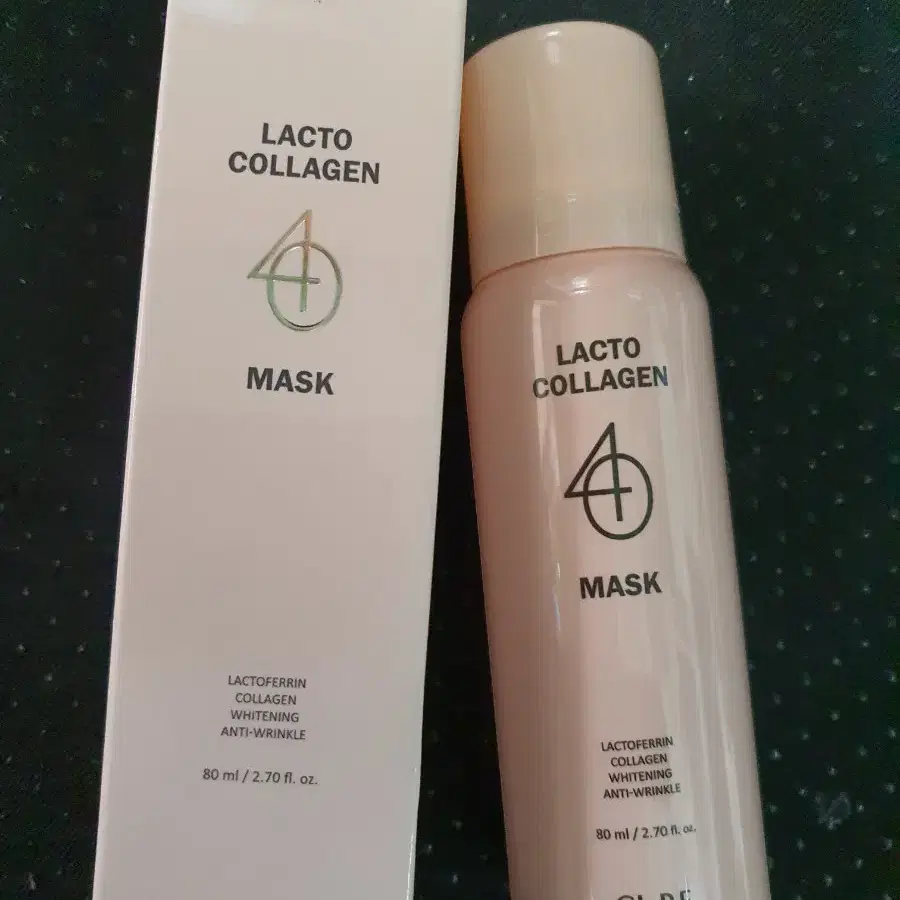 LACTO
COLLAGEN
40
MASK
LACTOFERRIN
COLLAGEN
WHITENING
ANTI-WRINKLE
80 ml / 2.70 fl. oz.
LACTO
COLLAGEN
40
MASK
LACTOFERRIN
COLLAGEN
WHITENING
ANTI-WRINKLE
80 ml / 2.70 fl. oz.